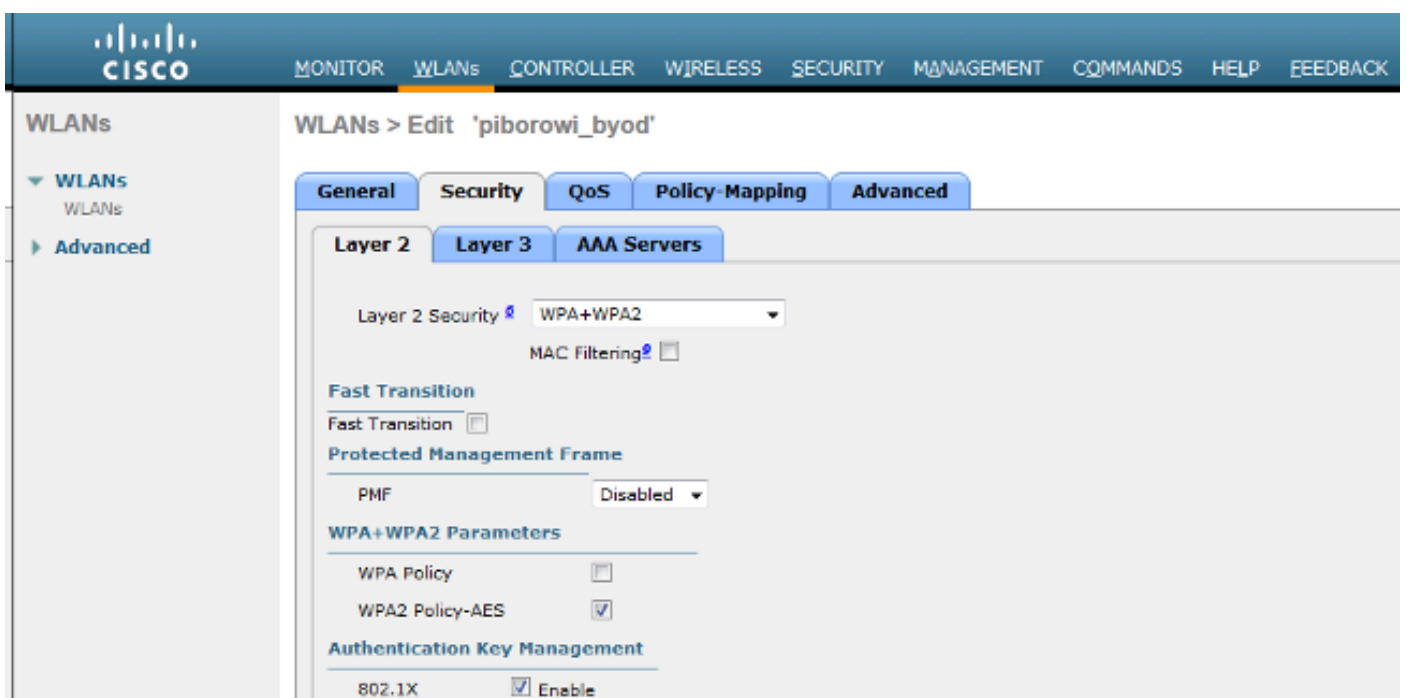 CISCO
MONITOR WLANs CONTROLLER WIRELESS SECURITY MANAGEMENT COMMANDS HELP FEEDBACK
WLANs
WLANs > Edit 'piborowi_byod'
WLANs
WLANs
Advanced
General Security QoS Policy-Mapping Advanced
Layer 2 Layer 3 AAA Servers
Layer 2 Security 6 WPA+WPA2
MAC Filtering 9
Fast Transition
Fast Transition
Protected Management Frame
PMF Disabled
WPA+WPA2 Parameters
WPA Policy
WPA2 Policy-AES
Authentication Key Management
802.1X Enable